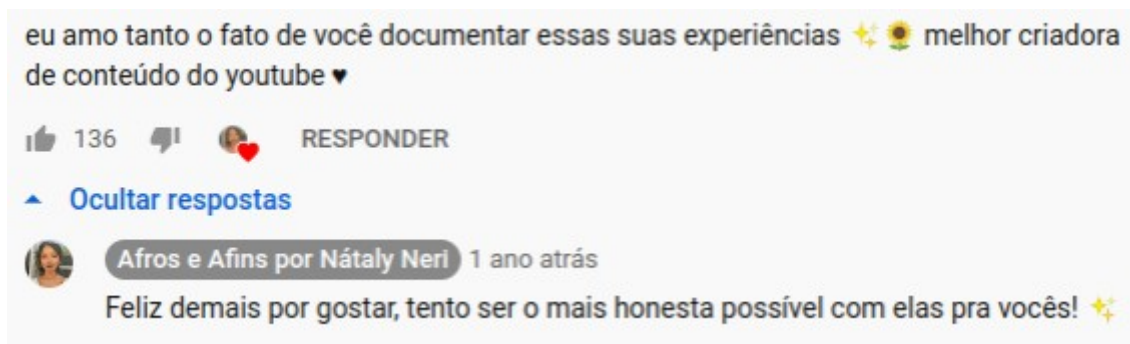 eu amo tanto o fato de você documentar essas suas experiências ✨🌻 melhor criadora
de conteúdo do youtube ♥
136 RESPONDER
Ocultar respostas
Afros e Afins por Nátaly Neri 1 ano atrás
Feliz demais por gostar, tento ser o mais honesta possível com elas pra vocês! ✨